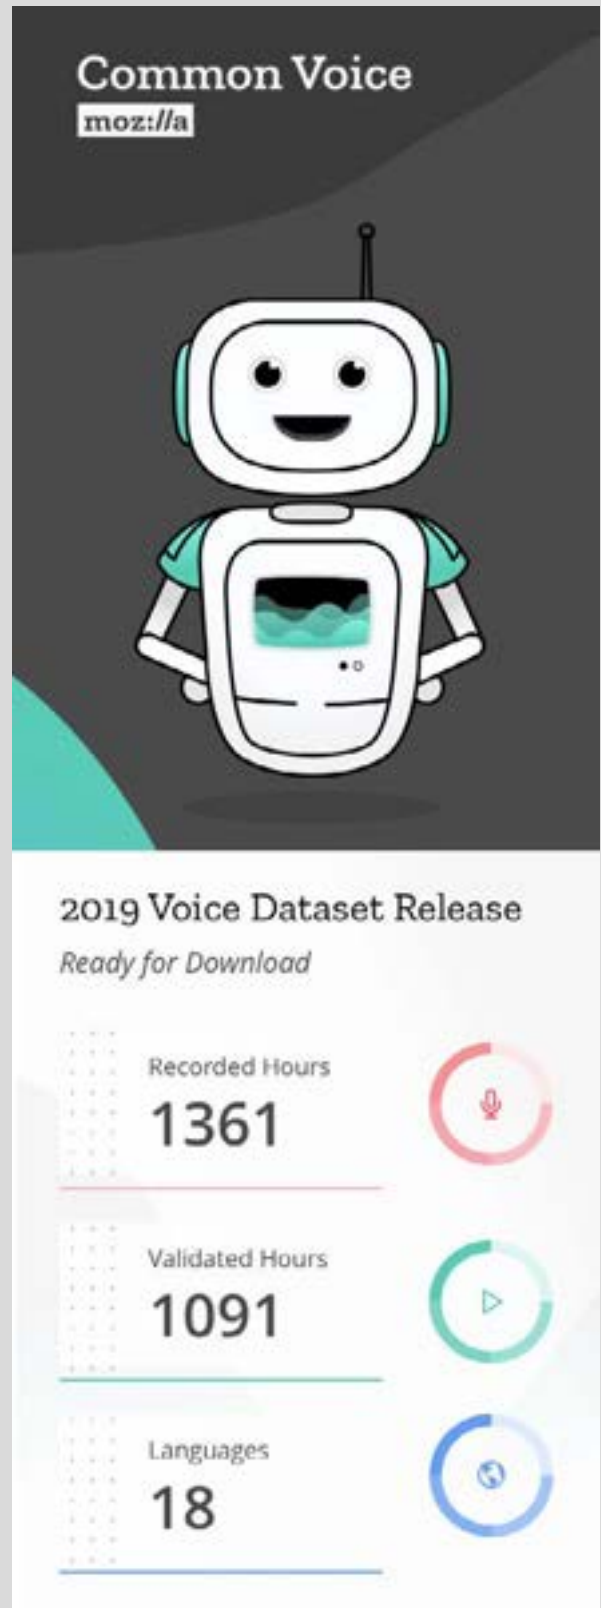 Common Voice
moz://a
2019 Voice Dataset Release
Ready for Download
Recorded Hours
1361
Validated Hours
1091
Languages
18